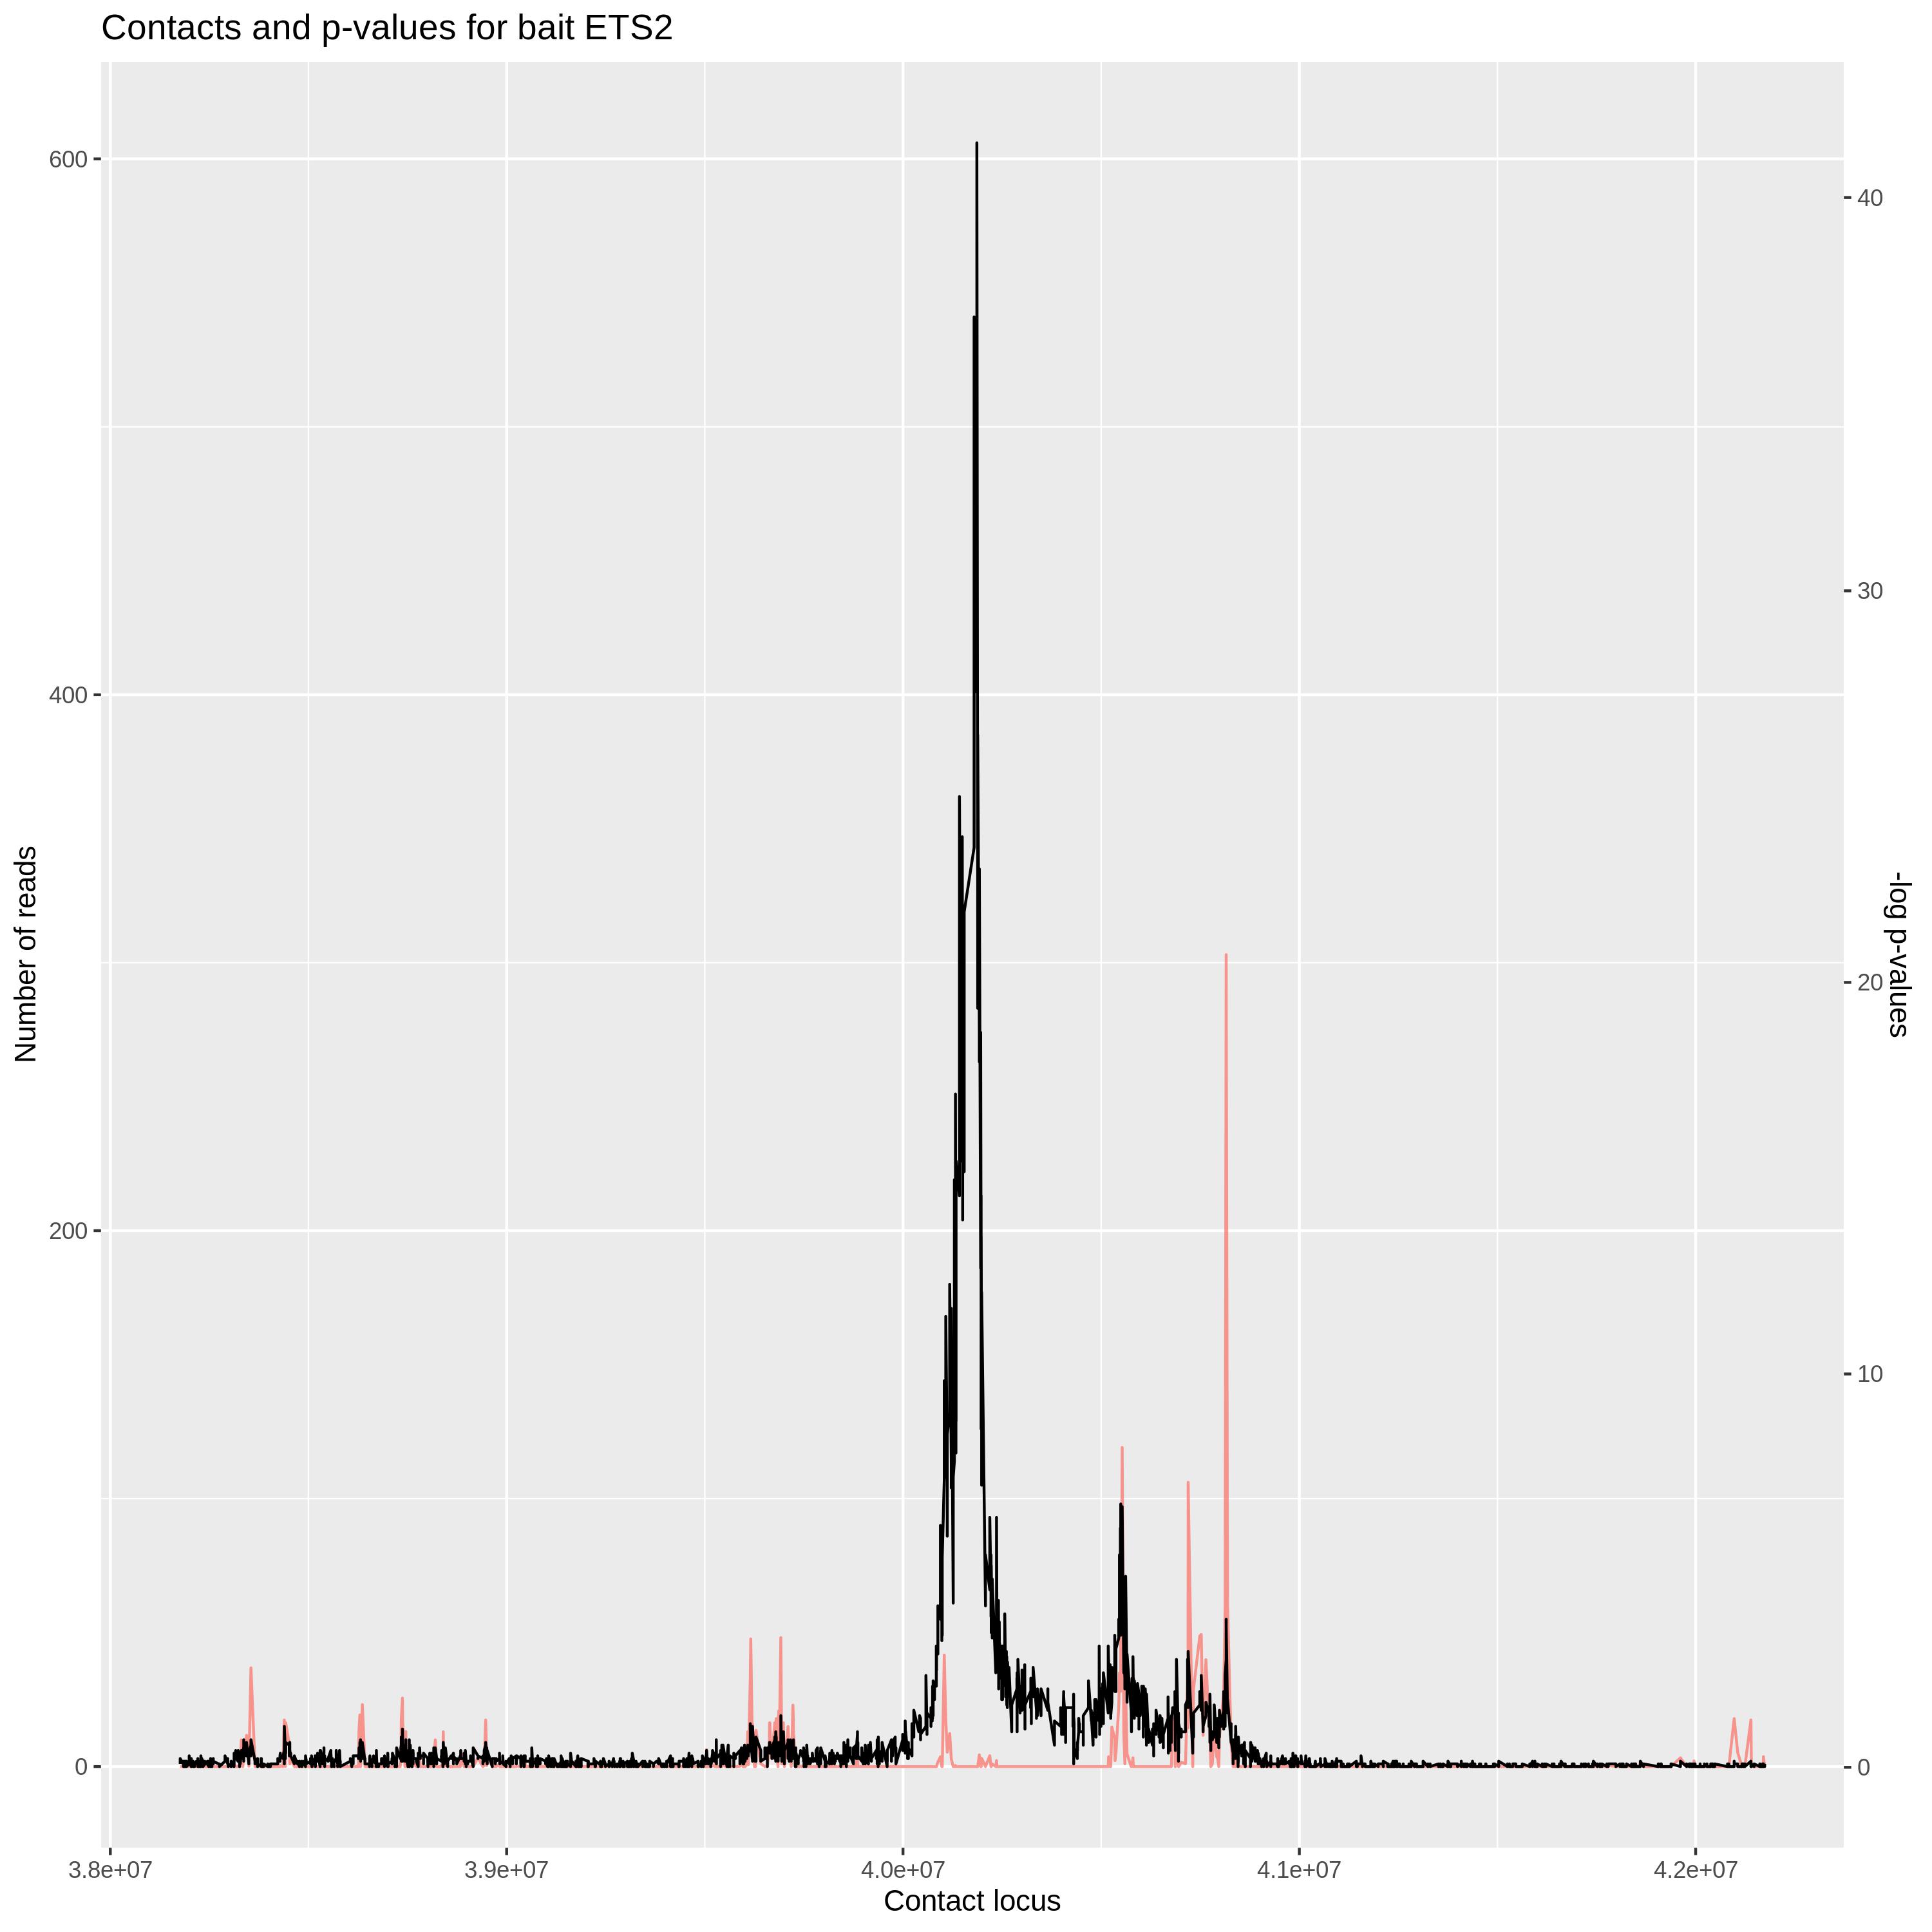 Contacts and p-values for bait ETS2
600
400
200
0
Number of reads
40
30
20
10
0
-log p-values
3.8e+07
3.9e+07
4.0e+07
4.1e+07
4.2e+07
Contact locus